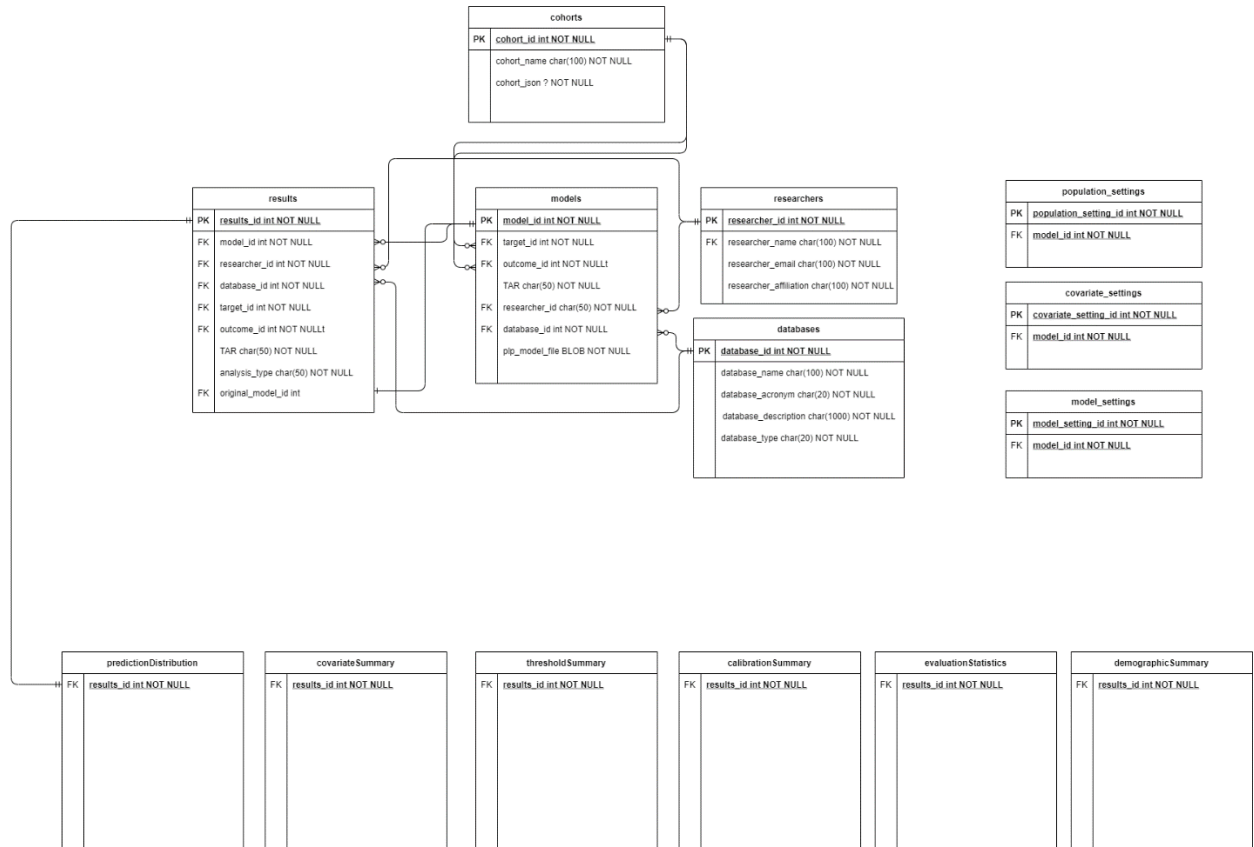 cohorts
PK cohort_id int NOT NULL
cohort_name char(100) NOT NULL
cohort_json ? NOT NULL
results
PK results_id int NOT NULL
FK model_id int NOT NULL
FK researcher_id int NOT NULL
FK database_id int NOT NULL
FK target_id int NOT NULL
FK outcome_id int NOT NULLt
TAR char(50) NOT NULL
analysis_type char(50) NOT NULL
FK original_model_id int
models
PK model_id int NOT NULL
FK target_id int NOT NULL
FK outcome_id int NOT NULLt
TAR char(50) NOT NULL
FK researcher_id char(50) NOT NULL
FK database_id int NOT NULL
plp_model_file BLOB NOT NULL
researchers
PK researcher_id int NOT NULL
FK researcher_name char(100) NOT NULL
researcher_email char(100) NOT NULL
researcher_affiliation char(100) NOT NULL
databases
PK database_id int NOT NULL
database_name char(100) NOT NULL
database_acronym char(20) NOT NULL
database_description char(1000) NOT NULL
database_type char(20) NOT NULL
population_settings
PK population_setting_id int NOT NULL
FK model_id int NOT NULL
covariate_settings
PK covariate_setting_id int NOT NULL
FK model_id int NOT NULL
model_settings
PK model_setting_id int NOT NULL
FK model_id int NOT NULL
predictionDistribution
FK results_id int NOT NULL
covariateSummary
FK results_id int NOT NULL
thresholdSummary
FK results_id int NOT NULL
calibrationSummary
FK results_id int NOT NULL
evaluationStatistics
FK results_id int NOT NULL
demographicSummary
FK results_id int NOT NULL